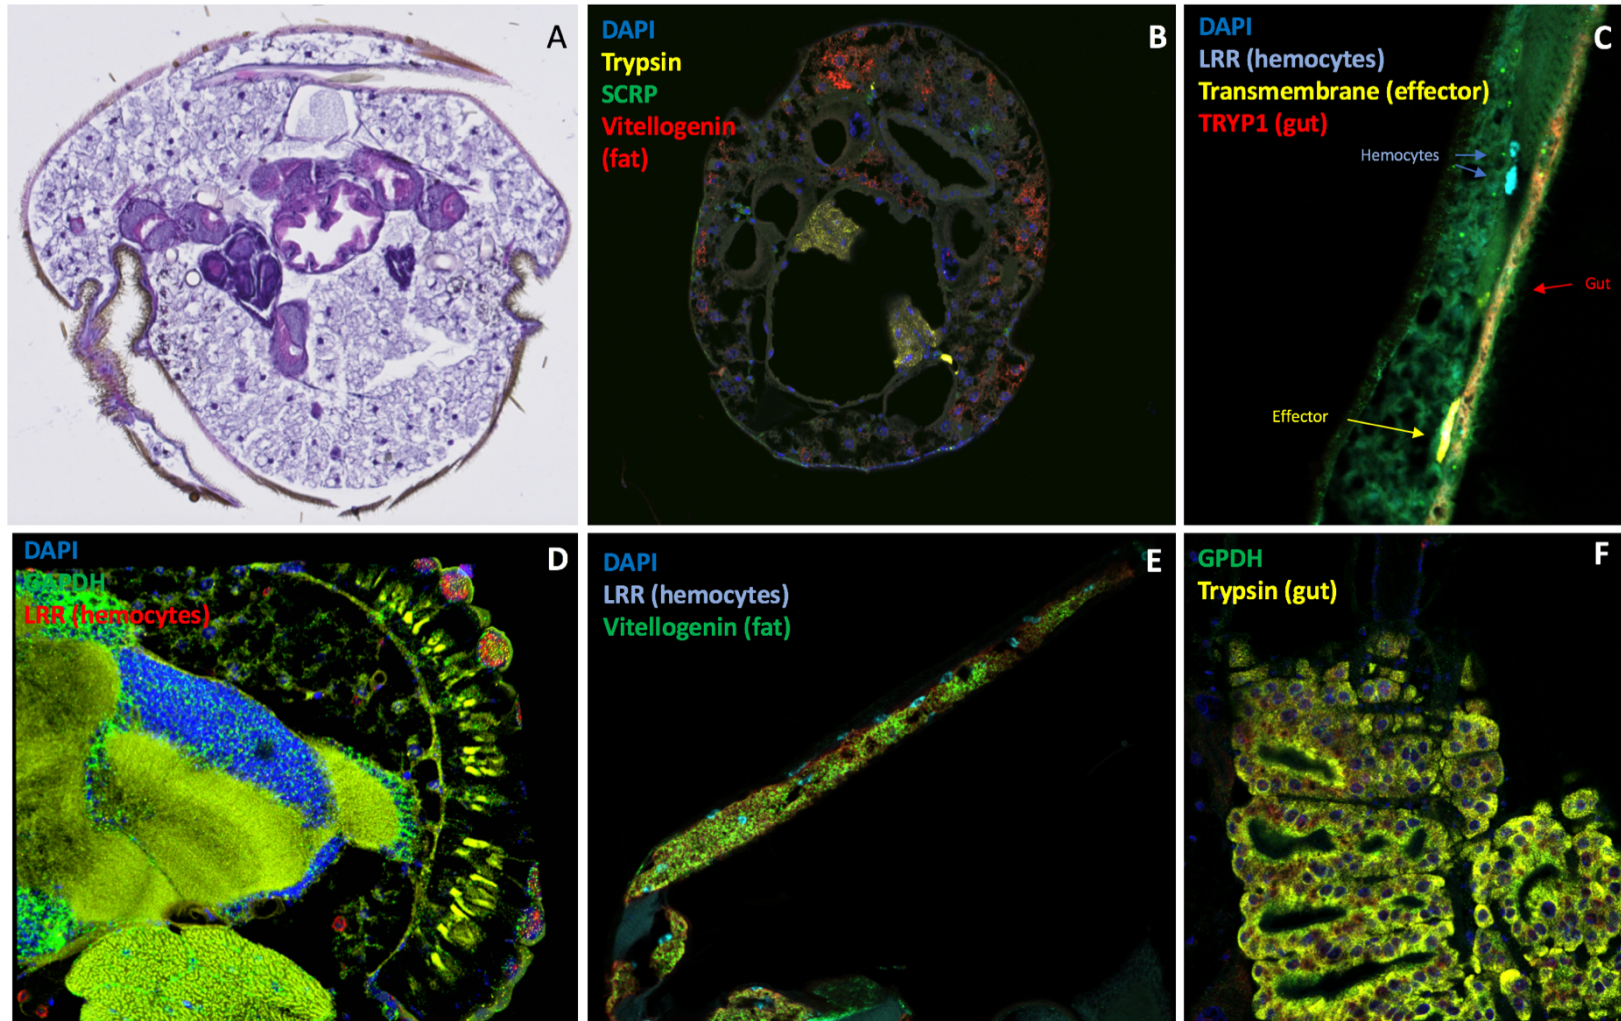 A
DAPI
Trypsin
SCRP
Vitellogenin
(fat)
B
DAPI
LRR (hemocytes)
Transmembrane (effector)
TRYP1 (gut)
C
Hemocytes
Gut
Effector
DAPI
GAPDH
LRR (hemocytes)
D
DAPI
LRR (hemocytes)
Vitellogenin (fat)
E
GPDH
Trypsin (gut)
F